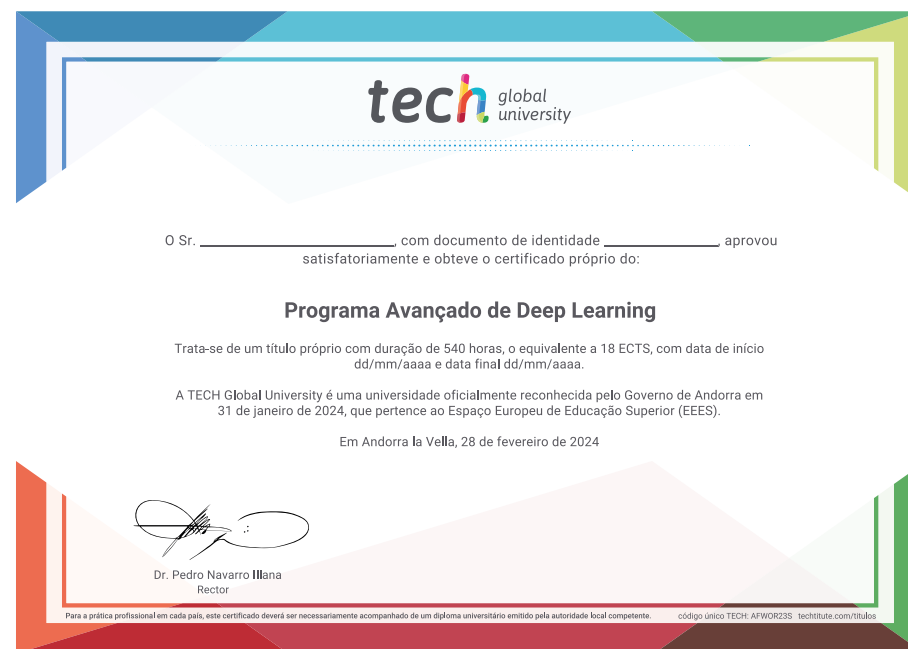 tech global university
O Sr. ____________________, com documento de identidade ____________, aprovou
satisfatoriamente e obteve o certificado próprio do:
Programa Avançado de Deep Learning
Trata-se de um título próprio com duração de 540 horas, o equivalente a 18 ECTS, com data de início
dd/mm/aaaa e data final dd/mm/aaaa.
A TECH Global University é uma universidade oficialmente reconhecida pelo Governo de Andorra em
31 de janeiro de 2024, que pertence ao Espaço Europeu de Educação Superior (EEES).
Em Andorra la Vella, 28 de fevereiro de 2024
Dr. Pedro Navarro Illana
Rector
Para a prática profissional em cada país, este certificado deverá ser necessariamente acompanhado de um diploma universitário emitido pela autoridade local competente. código único TECH: AFWOR23S techtitute.com/titulos